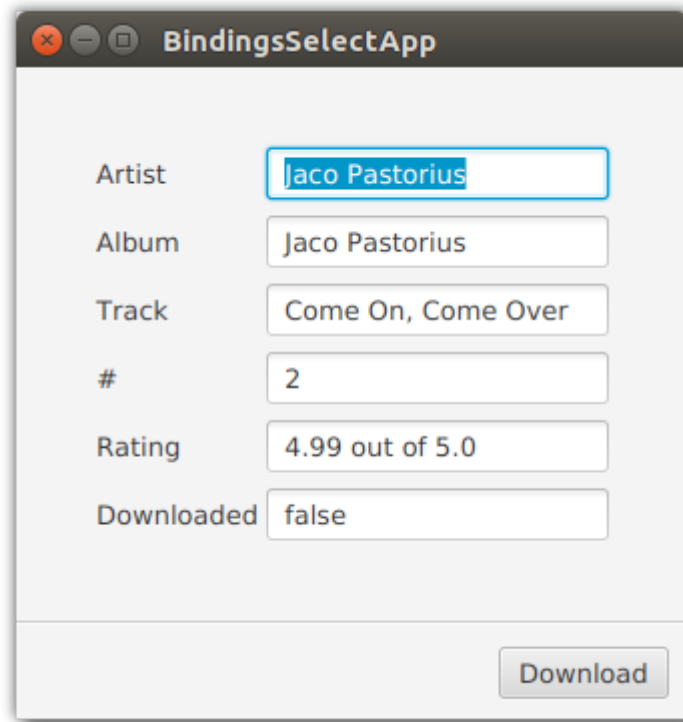 BindingsSelectApp
Artist Jaco Pastorius
Album Jaco Pastorius
Track Come On, Come Over
# 2
Rating 4.99 out of 5.0
Downloaded false
Download